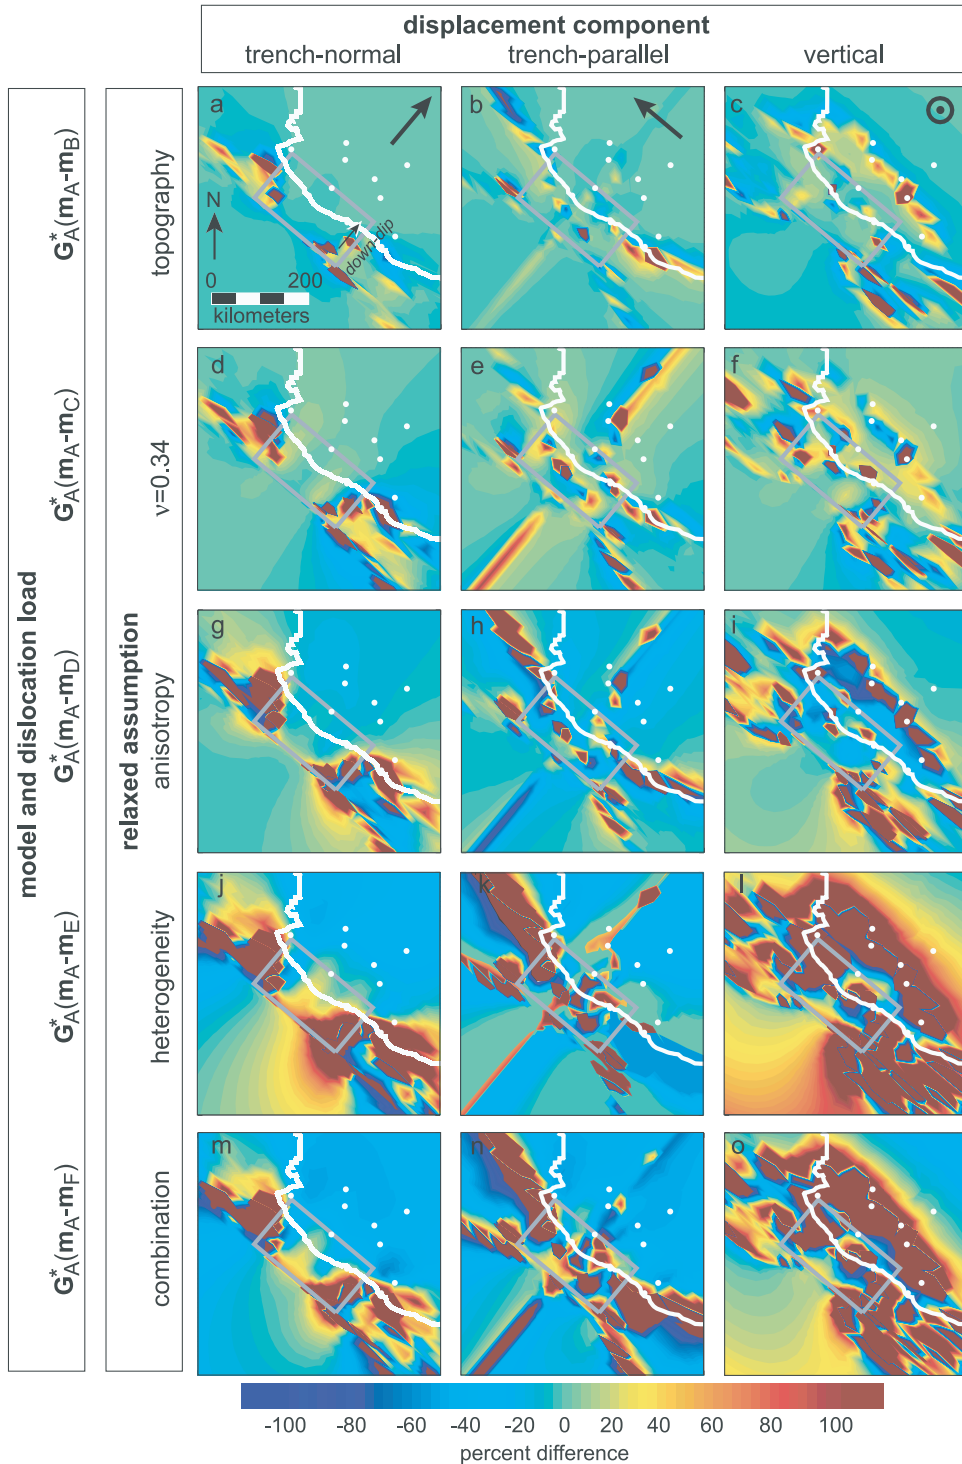 displacement component
trench-normal trench-parallel vertical
model and dislocation load
relaxed assumption
G*A(mA-mB)
topography
a
N
down-dip
0 200
kilometers
b
c
G*A(mA-mC)
ν=0.34
d
e
f
G*A(mA-mD)
anisotropy
g
h
i
G*A(mA-mE)
heterogeneity
j
k
l
G*A(mA-mF)
combination
m
n
o
-100 -80 -60 -40 -20 0 20 40 60 80 100
percent difference